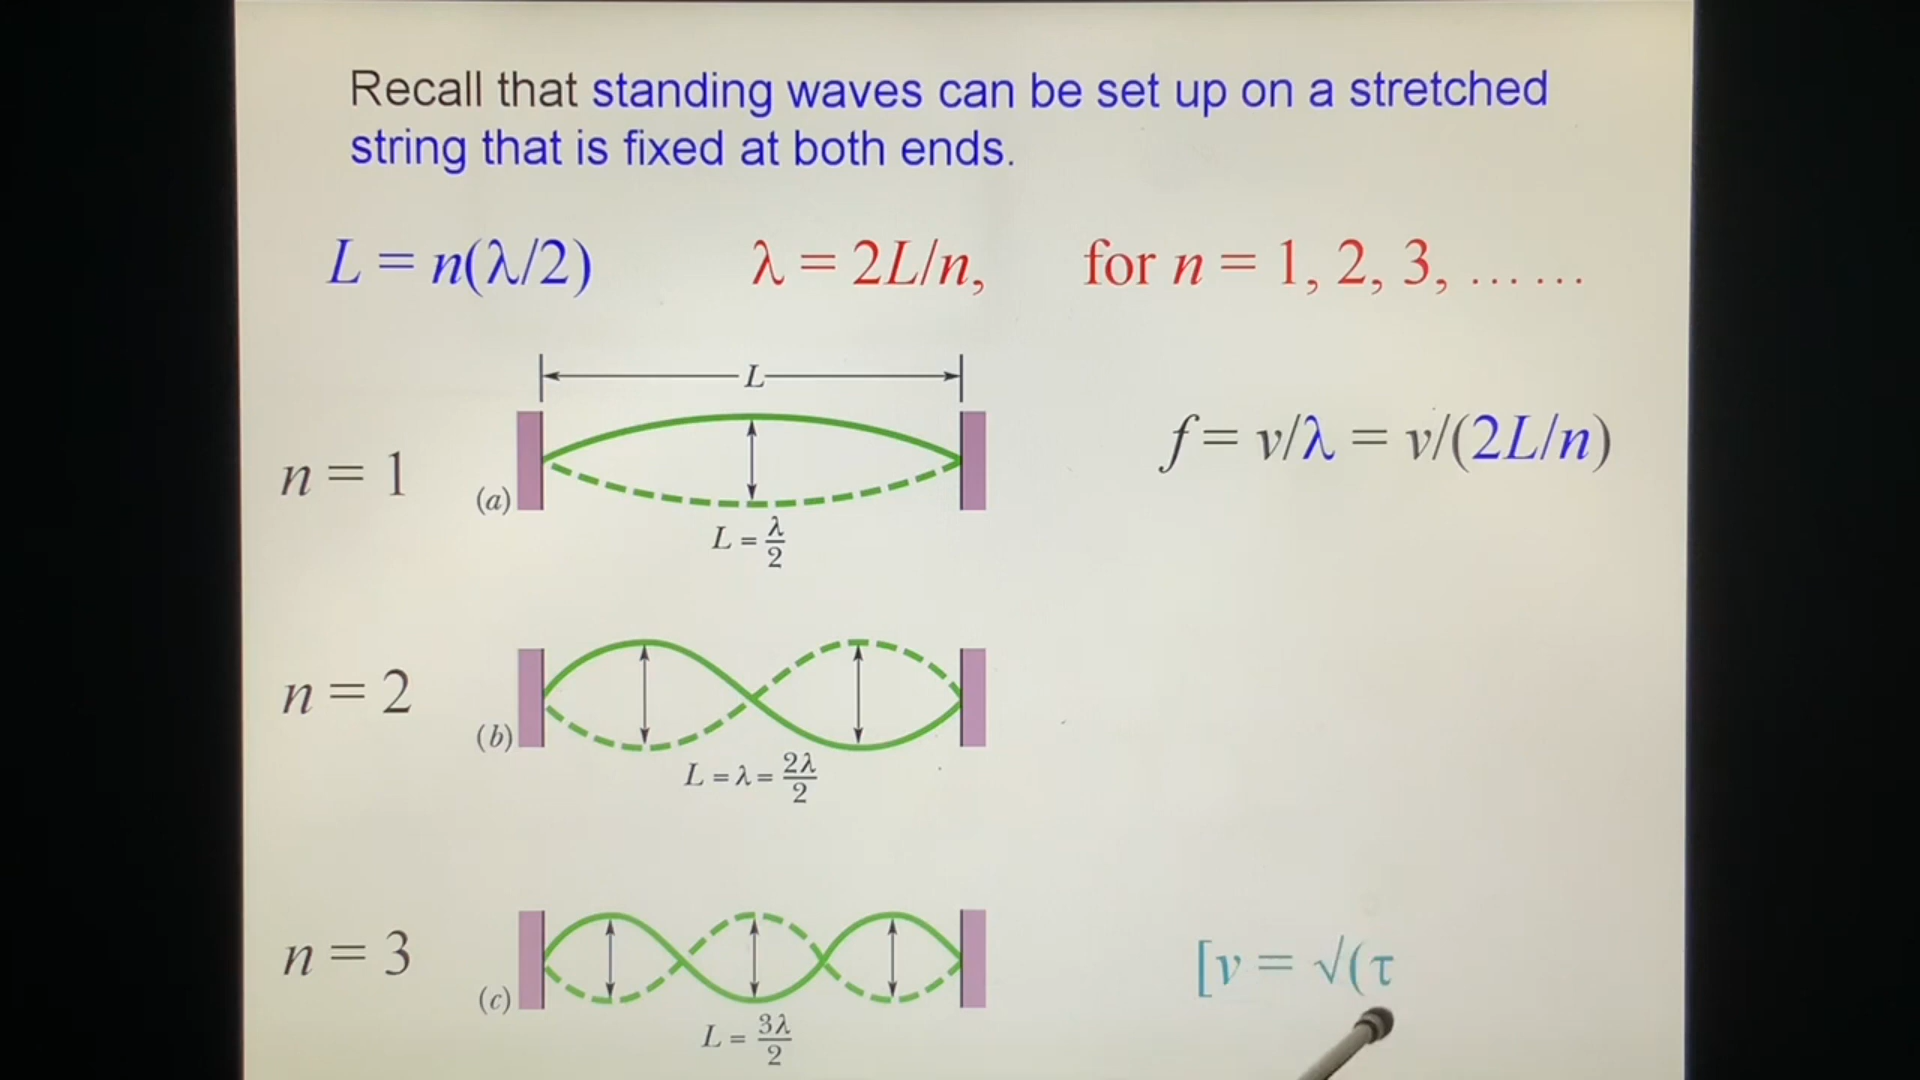 Recall that standing waves can be set up on a stretched
string that is fixed at both ends.
L = n(λ/2) λ = 2L/n, for n = 1, 2, 3, ……
L
f = v/λ = v/(2L/n)
n = 1
(a)
L = λ/2
n = 2
(b)
L = λ = 2λ/2
n = 3
[v = √(τ
(c)
L = 3λ/2